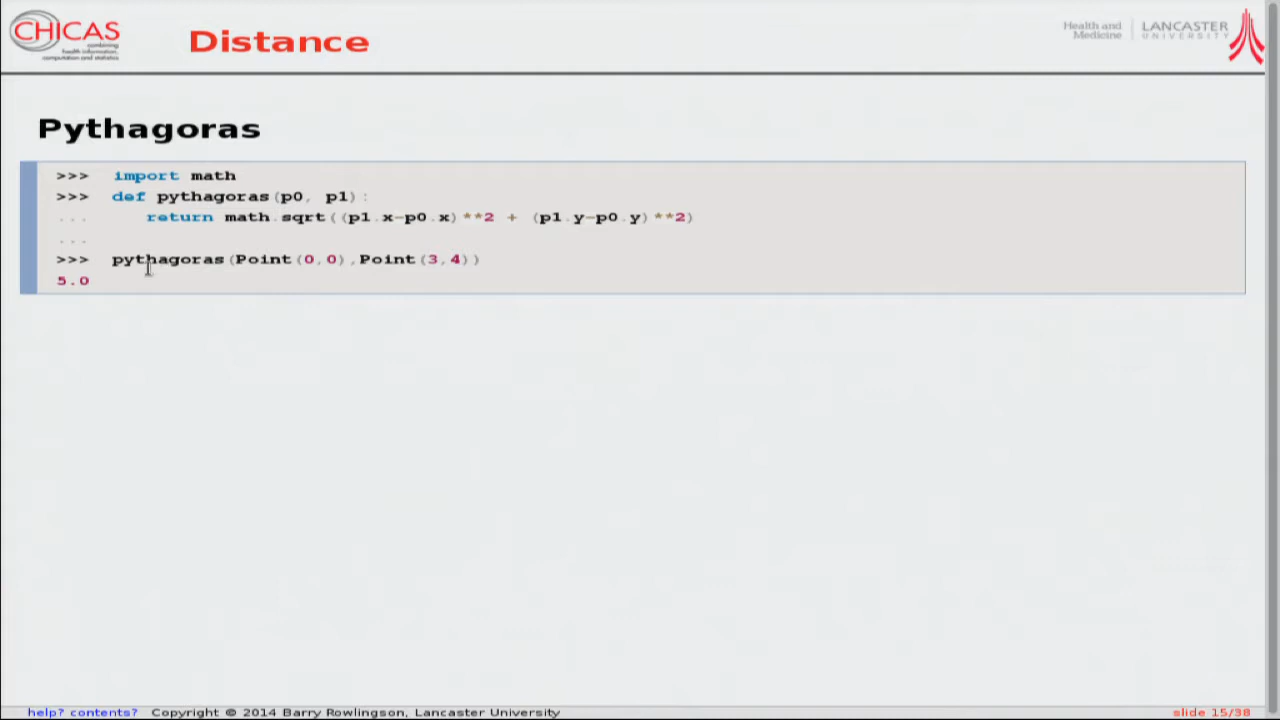 CHICAS
combining
health information,
computation and statistics
Distance
Health and
Medicine
LANCASTER
UNIVERSITY
Pythagoras
>>> import math
>>> def pythagoras(p0, p1):
... return math.sqrt((p1.x-p0.x)**2 + (p1.y-p0.y)**2)
...
>>> pythagoras(Point(0,0),Point(3,4))
5.0
help? contents? Copyright © 2014 Barry Rowlingson, Lancaster University
slide 15/38